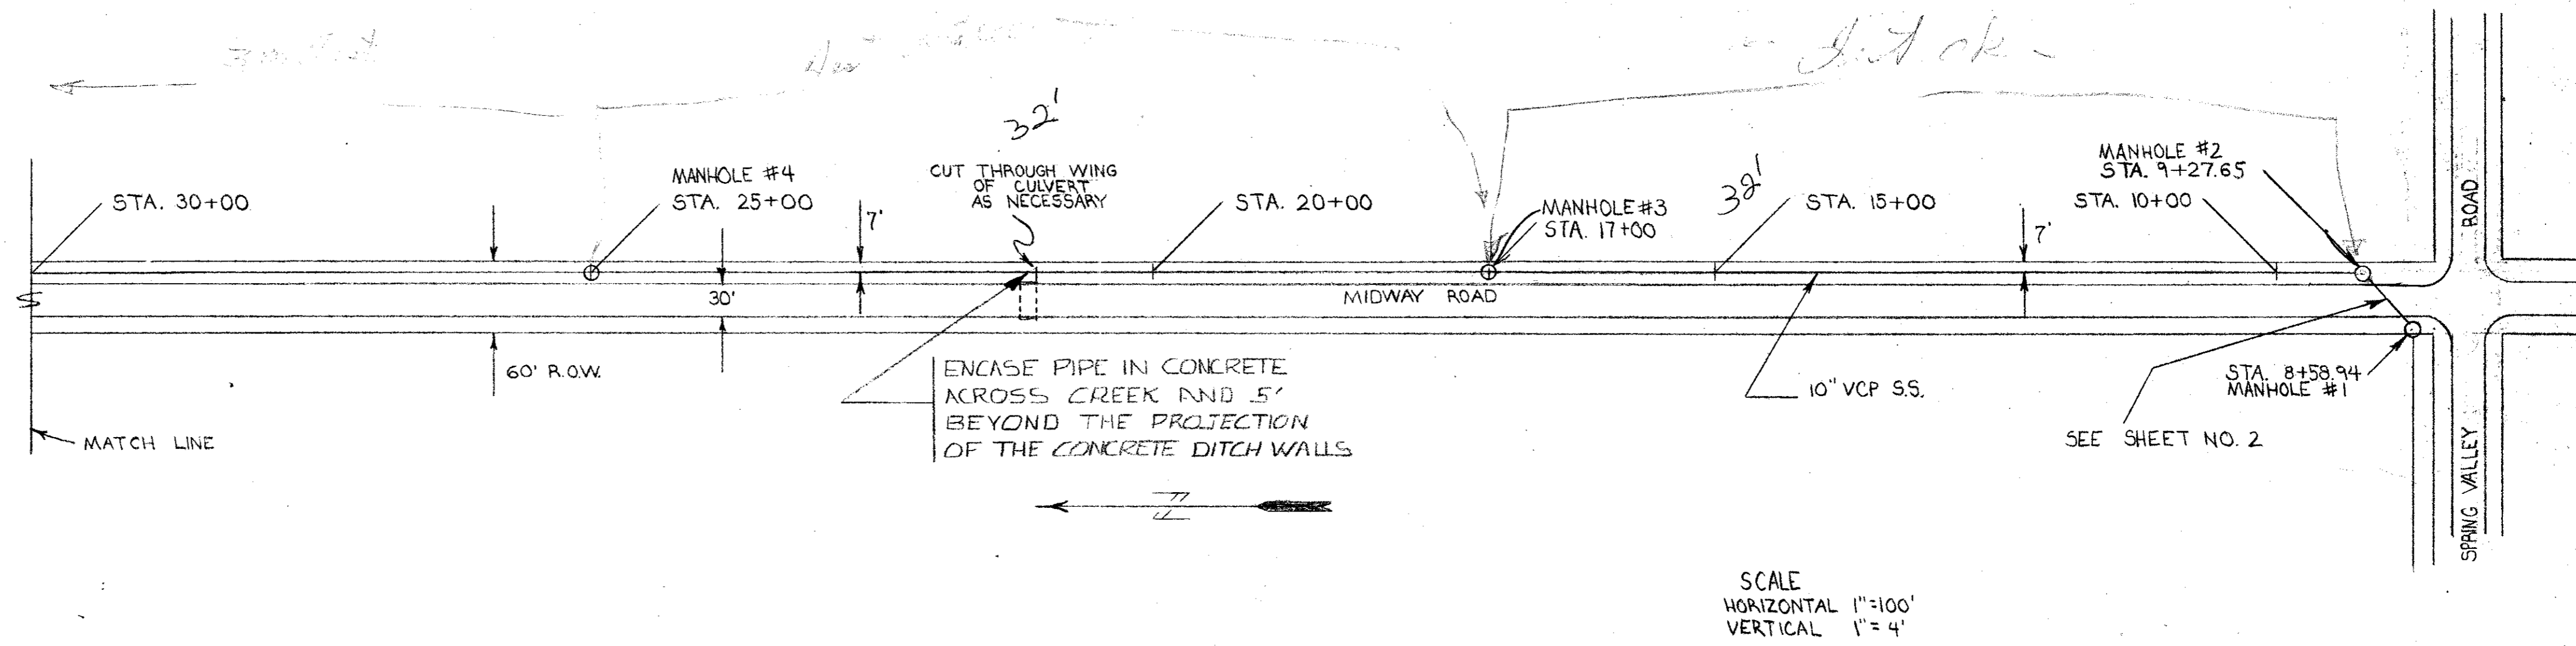 32'
MANHOLE #4
STA. 25+00
CUT THROUGH WING
OF CULVERT
AS NECESSARY
MANHOLE #2
STA. 9+27.65
STA. 30+00
7'
STA. 20+00
MANHOLE #3
STA. 17+00
32'
STA. 15+00
STA. 10+00
7'
ROAD
30'
MIDWAY ROAD
60' R.O.W.
ENCASE PIPE IN CONCRETE
ACROSS CREEK AND 5'
BEYOND THE PROJECTION
OF THE CONCRETE DITCH WALLS
10" VCP S.S.
STA. 8+58.94
MANHOLE #1
MATCH LINE
SEE SHEET NO. 2
SPRING VALLEY
N
SCALE
HORIZONTAL 1"=100'
VERTICAL 1"= 4'